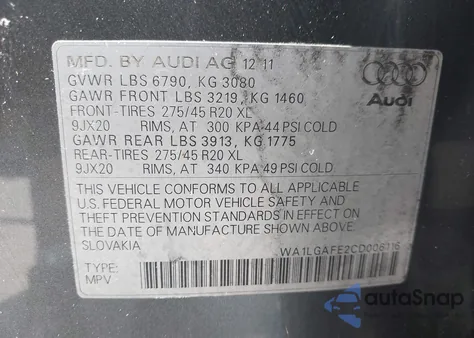 MFD. BY AUDI AG 12 11
GVWR LBS 6790, KG 3080
GAWR FRONT LBS 3219, KG 1460
FRONT-TIRES 275/45 R20 XL
9JX20 RIMS, AT 300 KPA-44 PSI COLD
GAWR REAR LBS 3913, KG 1775
REAR-TIRES 275/45 R20 XL
9JX20 RIMS, AT 340 KPA 49 PSI COLD
THIS VEHICLE CONFORMS TO ALL APPLICABLE
U.S. FEDERAL MOTOR VEHICLE SAFETY AND
THEFT PREVENTION STANDARDS IN EFFECT ON THE
DATE OF MANUFACTURE SHOWN ABOVE.
SLOVAKIA
WA1LGAFE2CD006116
TYPE:
MPV
Audi
autoSnap